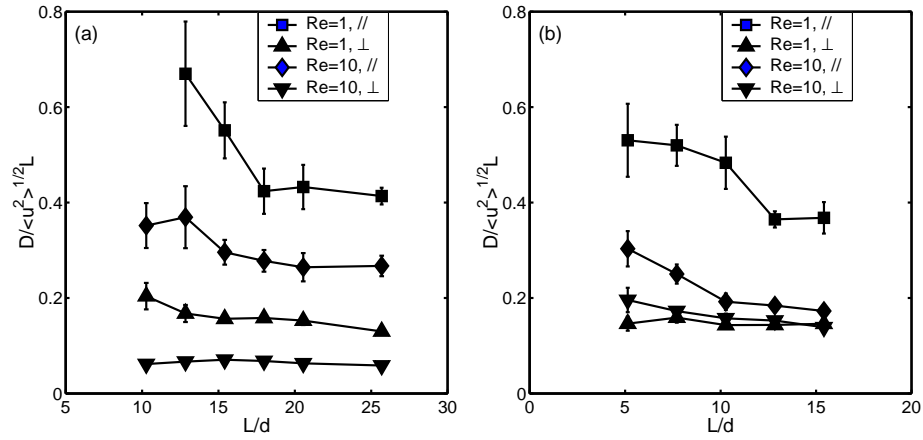 0.8
0.6
0.4
0.2
0
5
10
15
20
25
30
L/d
D/<u²>^1/2L
(a)
Re=1, //
Re=1, ⊥
Re=10, //
Re=10, ⊥
0.8
0.6
0.4
0.2
0
0
5
10
15
20
L/d
D/<u²>^1/2L
(b)
Re=1, //
Re=1, ⊥
Re=10, //
Re=10, ⊥